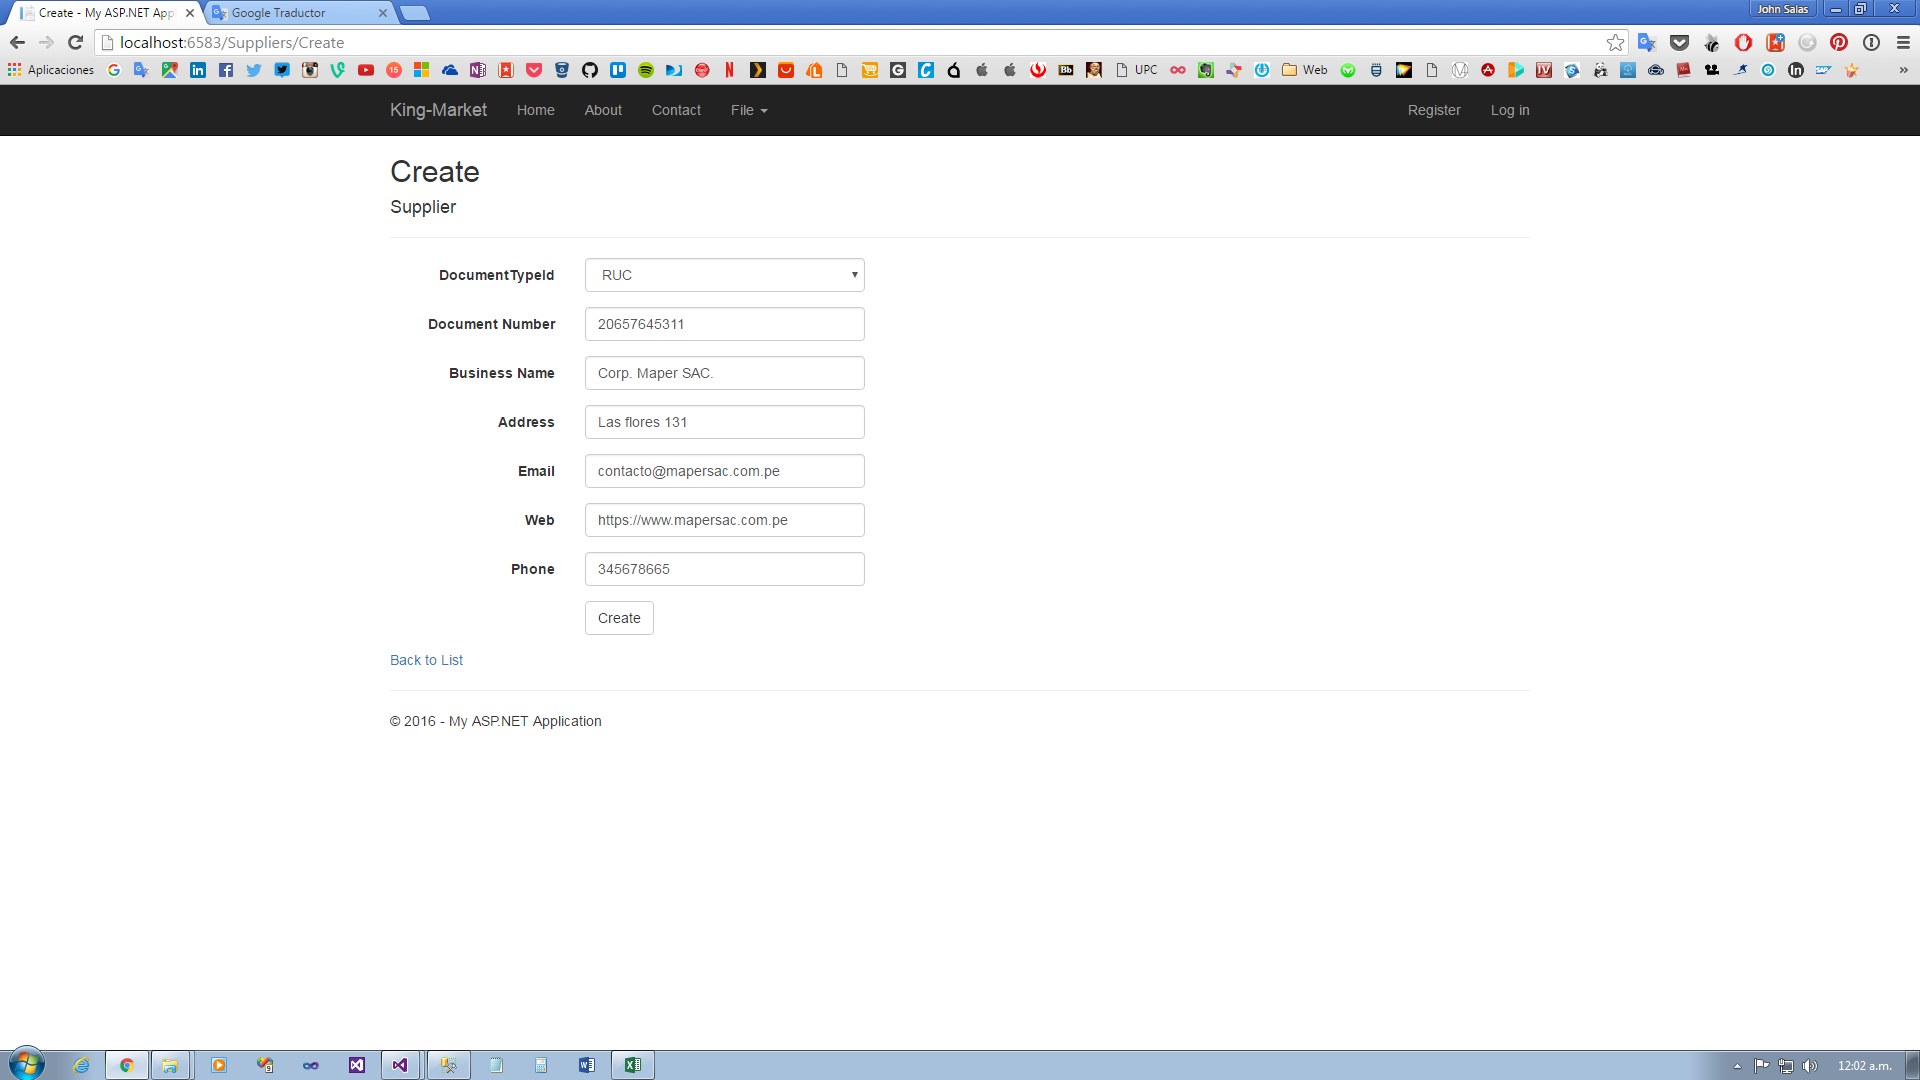 Create - My ASP.NET App
Google Traductor
John Salas
localhost:6583/Suppliers/Create
Aplicaciones
UPC
Web
King-Market
Home
About
Contact
File
Register
Log in
Create
Supplier
DocumentTypeId
RUC
Document Number
20657645311
Business Name
Corp. Maper SAC.
Address
Las flores 131
Email
contacto@mapersac.com.pe
Web
https://www.mapersac.com.pe
Phone
345678665
Create
Back to List
© 2016 - My ASP.NET Application
12:02 a.m.